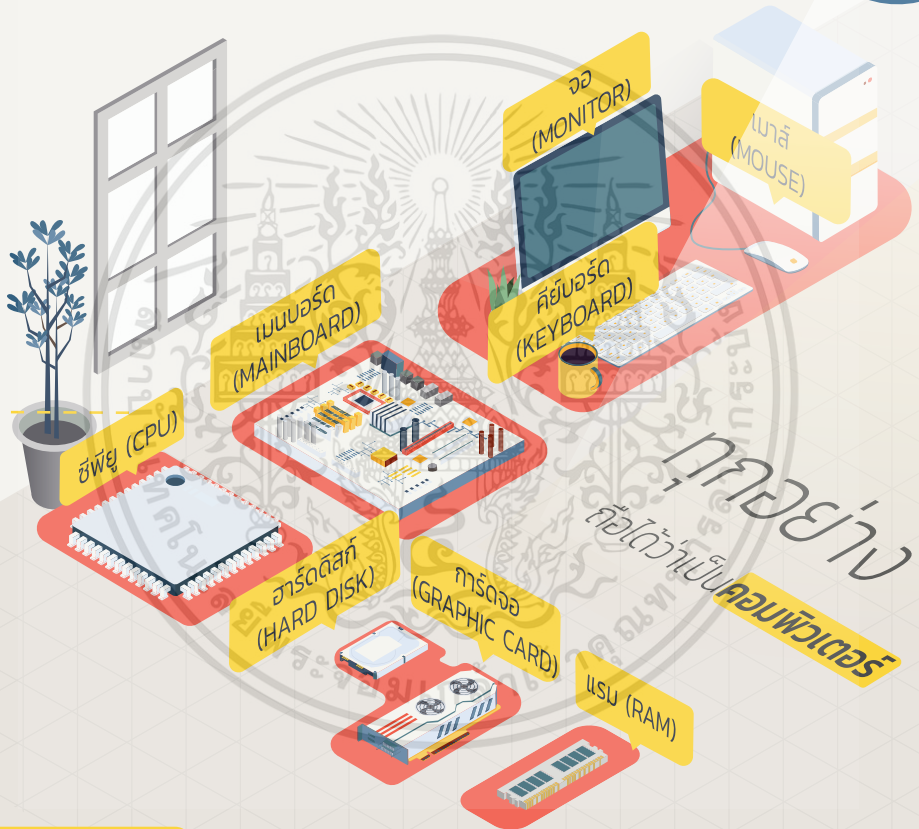 จอ
(MONITOR)
เมาส์
(MOUSE)
คีย์บอร์ด
(KEYBOARD)
เมนบอร์ด
(MAINBOARD)
ซีพียู (CPU)
ฮาร์ดดิสก์
(HARD DISK)
การ์ดจอ
(GRAPHIC CARD)
แรม (RAM)
ทุกอย่าง
ถือได้ว่าเป็นคอมพิวเตอร์